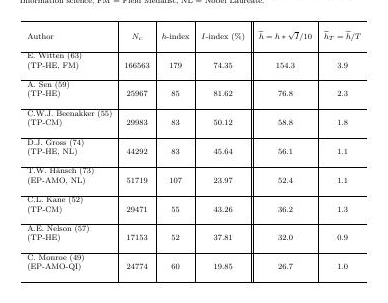 Information science, FM = Field Medalist, NL = Nobel Laureate.
Author N_c h-index I-index (%) h̃ = h ∗ √I/10 h̃_T = h̃/T
E. Witten (63)
(TP-HE, FM) 166563 179 74.35 154.3 3.9
A. Sen (59)
(TP-HE) 25967 85 81.62 76.8 2.3
C.W.J. Beenakker (55)
(TP-CM) 29983 83 50.12 58.8 1.8
D.J. Gross (74)
(TP-HE, NL) 44292 83 45.64 56.1 1.1
T.W. Hänsch (73)
(EP-AMO, NL) 51719 107 23.97 52.4 1.1
C.L. Kane (52)
(TP-CM) 29471 55 43.26 36.2 1.3
A.E. Nelson (57)
(TP-HE) 17153 52 37.81 32.0 0.9
C. Monroe (49)
(EP-AMO-QI) 24774 60 19.85 26.7 1.0